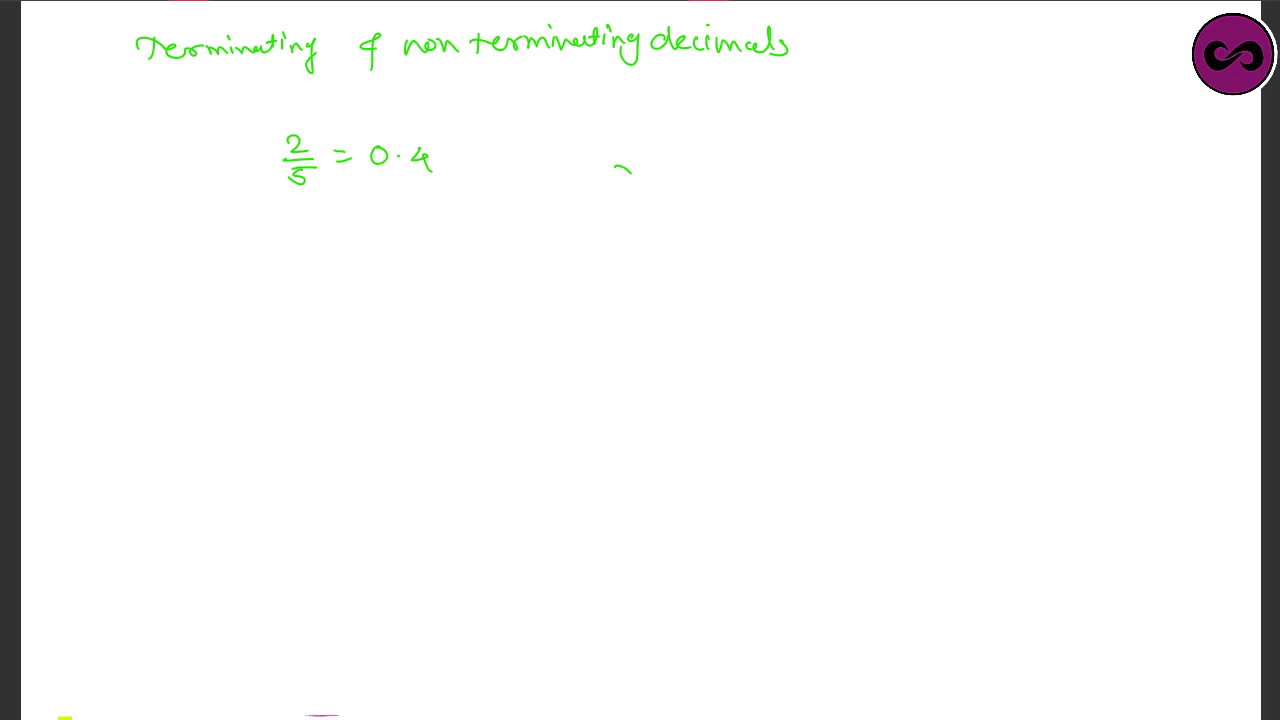 Terminating & non terminating decimals
2/5 = 0.4